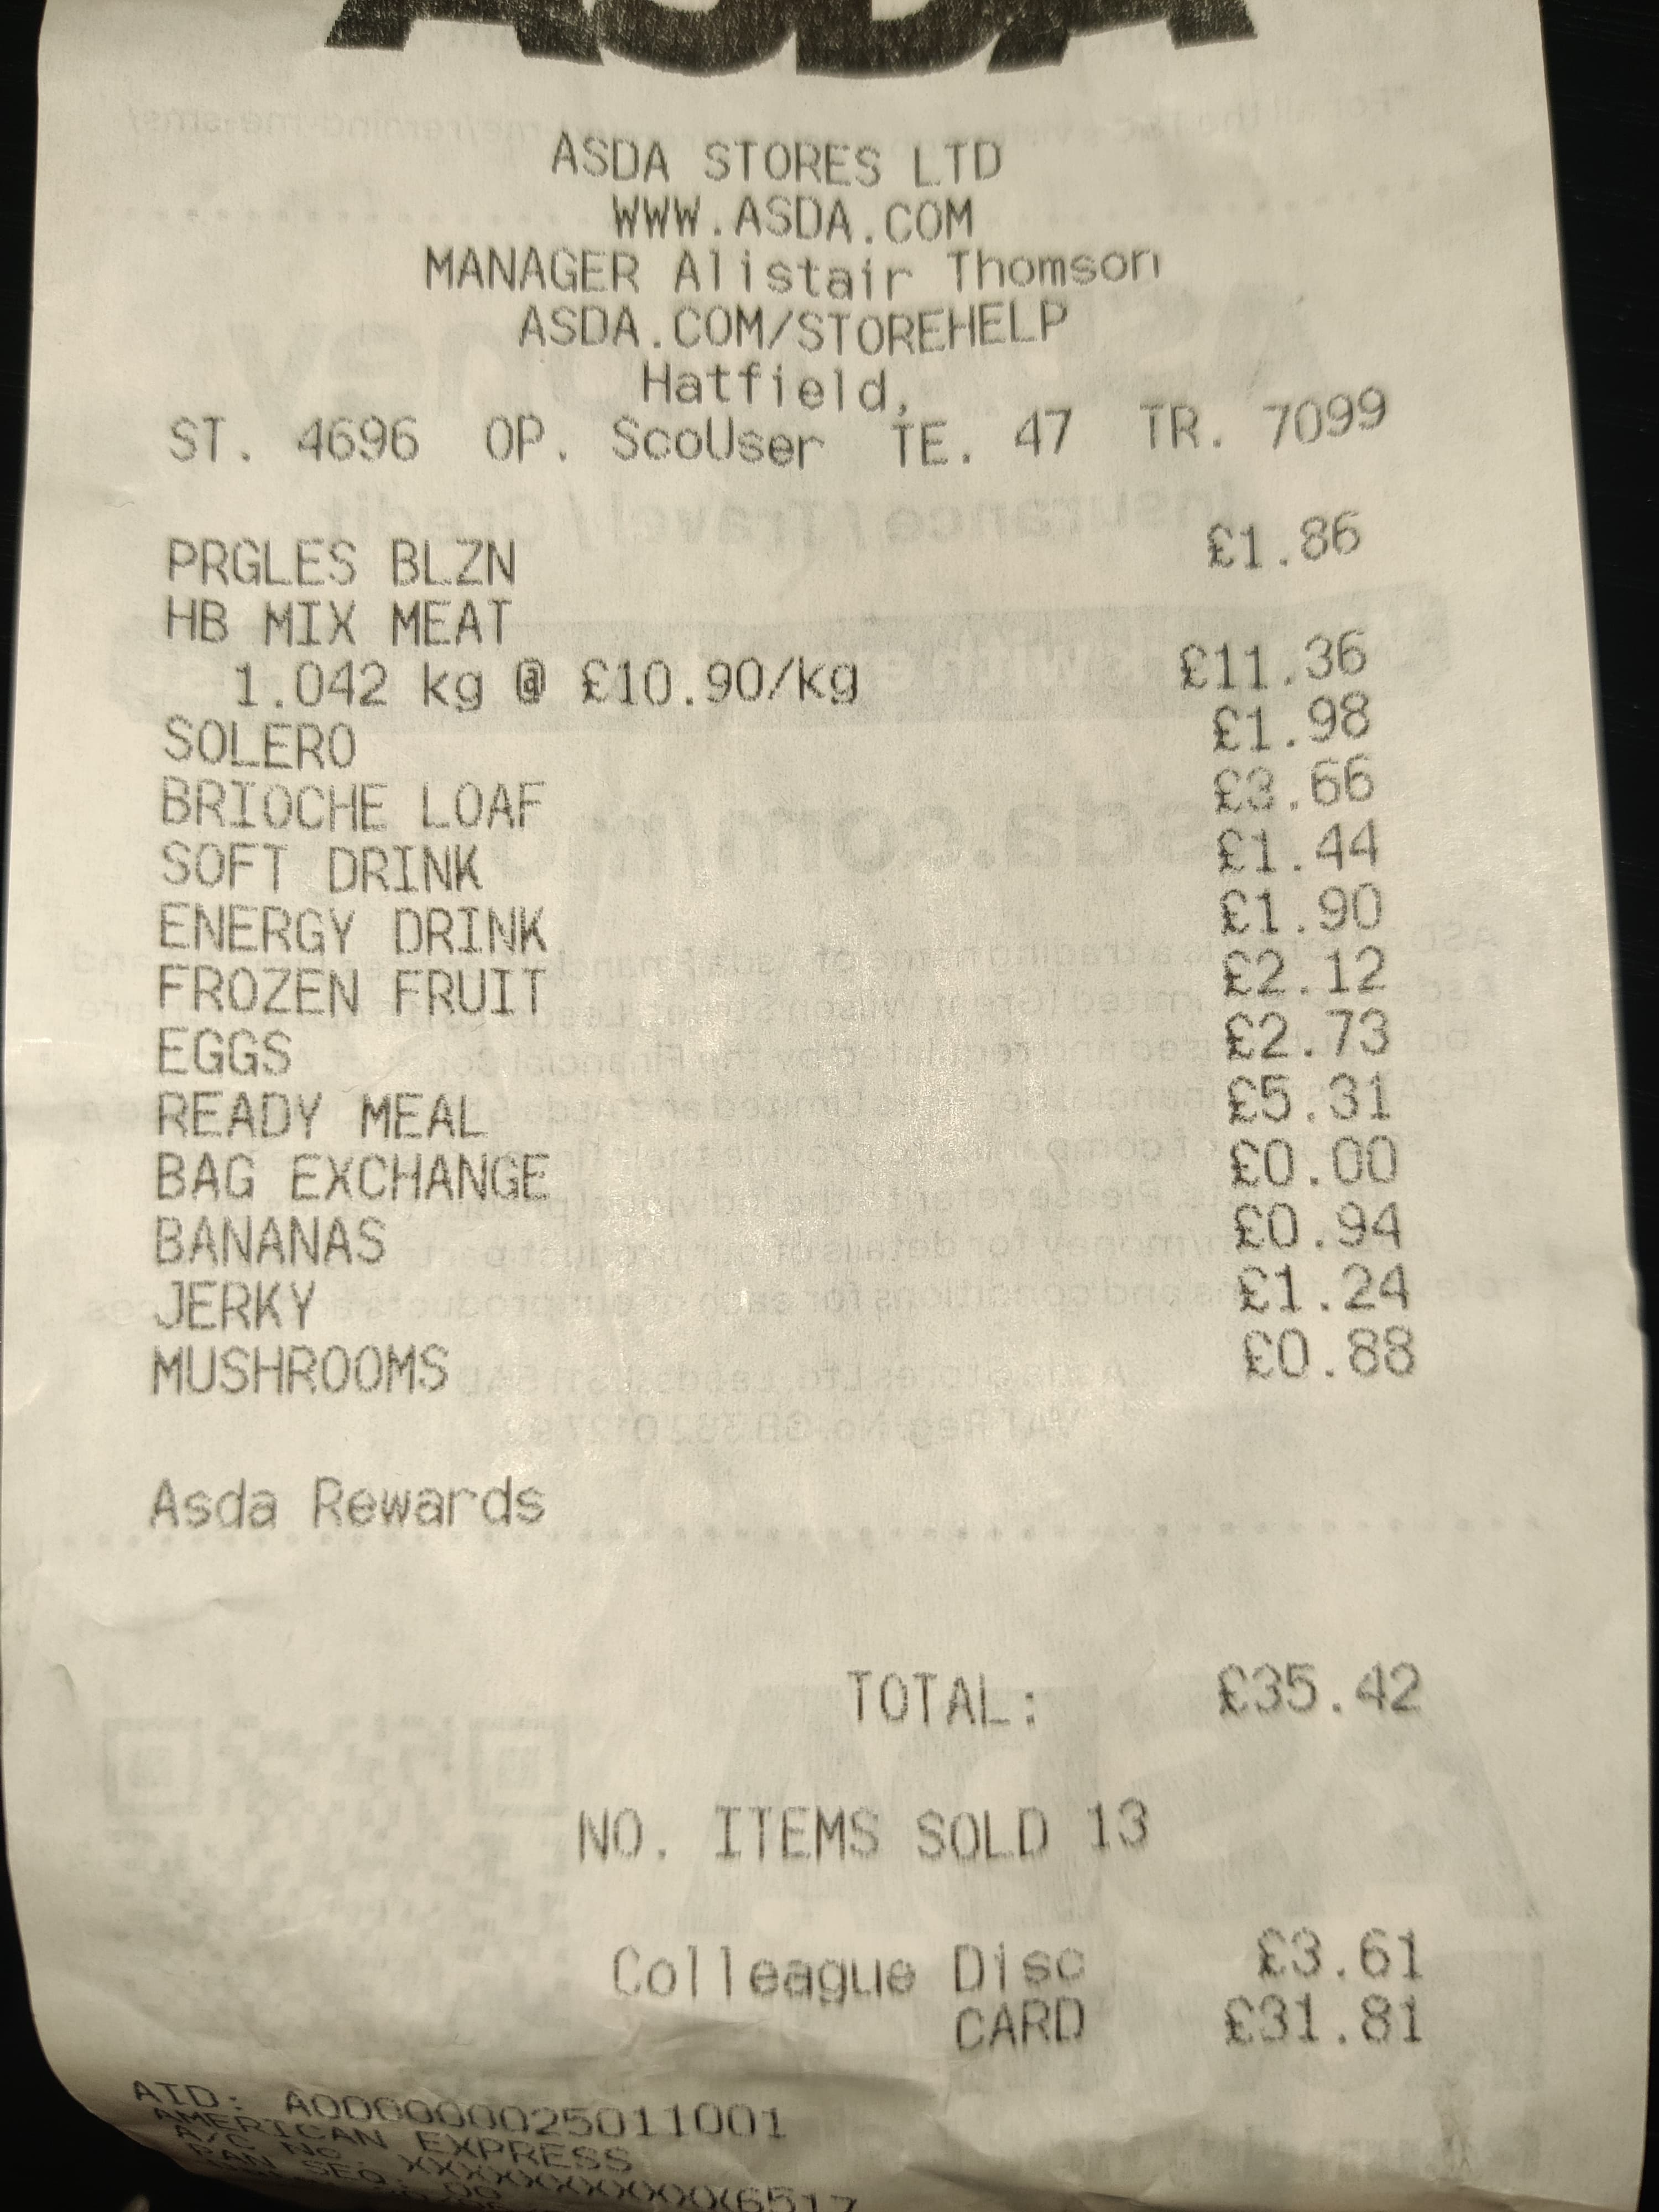 ASDA
ASDA STORES LTD
WWW.ASDA.COM
MANAGER Alistair Thomson
ASDA.COM/STOREHELP
Hatfield,
ST. 4696 OP. ScoUser TE. 47 TR. 7099
PRGLES BLZN £1.86
HB MIX MEAT
1.042 kg @ £10.90/kg £11.36
SOLERO £1.98
BRIOCHE LOAF £3.66
SOFT DRINK £1.44
ENERGY DRINK £1.90
FROZEN FRUIT £2.12
EGGS £2.73
READY MEAL £5.31
BAG EXCHANGE £0.00
BANANAS £0.94
JERKY £1.24
MUSHROOMS £0.88
Asda Rewards
TOTAL: £35.42
NO. ITEMS SOLD 13
Colleague Disc £3.61
CARD £31.81
AID: A000000025011001
AMERICAN EXPRESS
A/C No.
PAN SEQ. 00